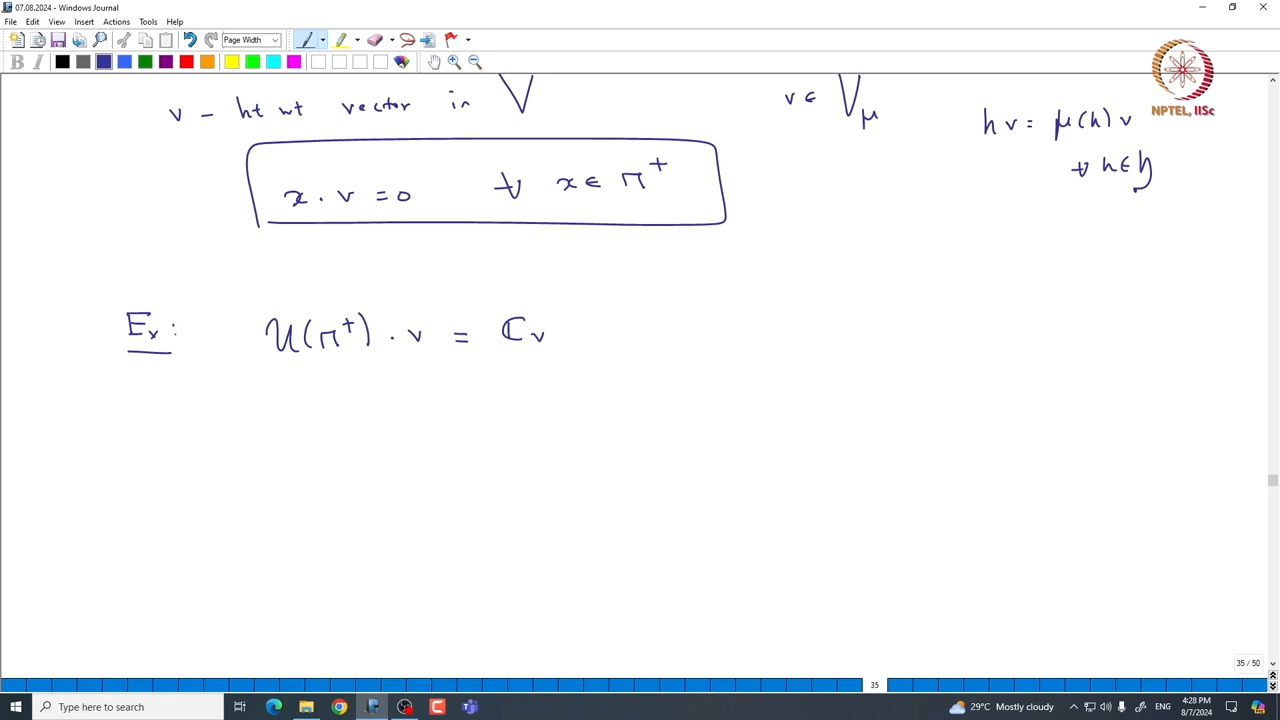 07.08.2024 - Windows Journal
File Edit View Insert Actions Tools Help
Page Width
B I
NPTEL, IISc
v - ht wt vector in V v ∈ V_μ
h v = μ(h) v
∀ h ∈ 𝔥
x . v = 0 ∀ x ∈ n^+
Ex: U(n^+) . v = ℂv
35 / 50
35
Type here to search
29°C Mostly cloudy
ENG
4:28 PM
8/7/2024